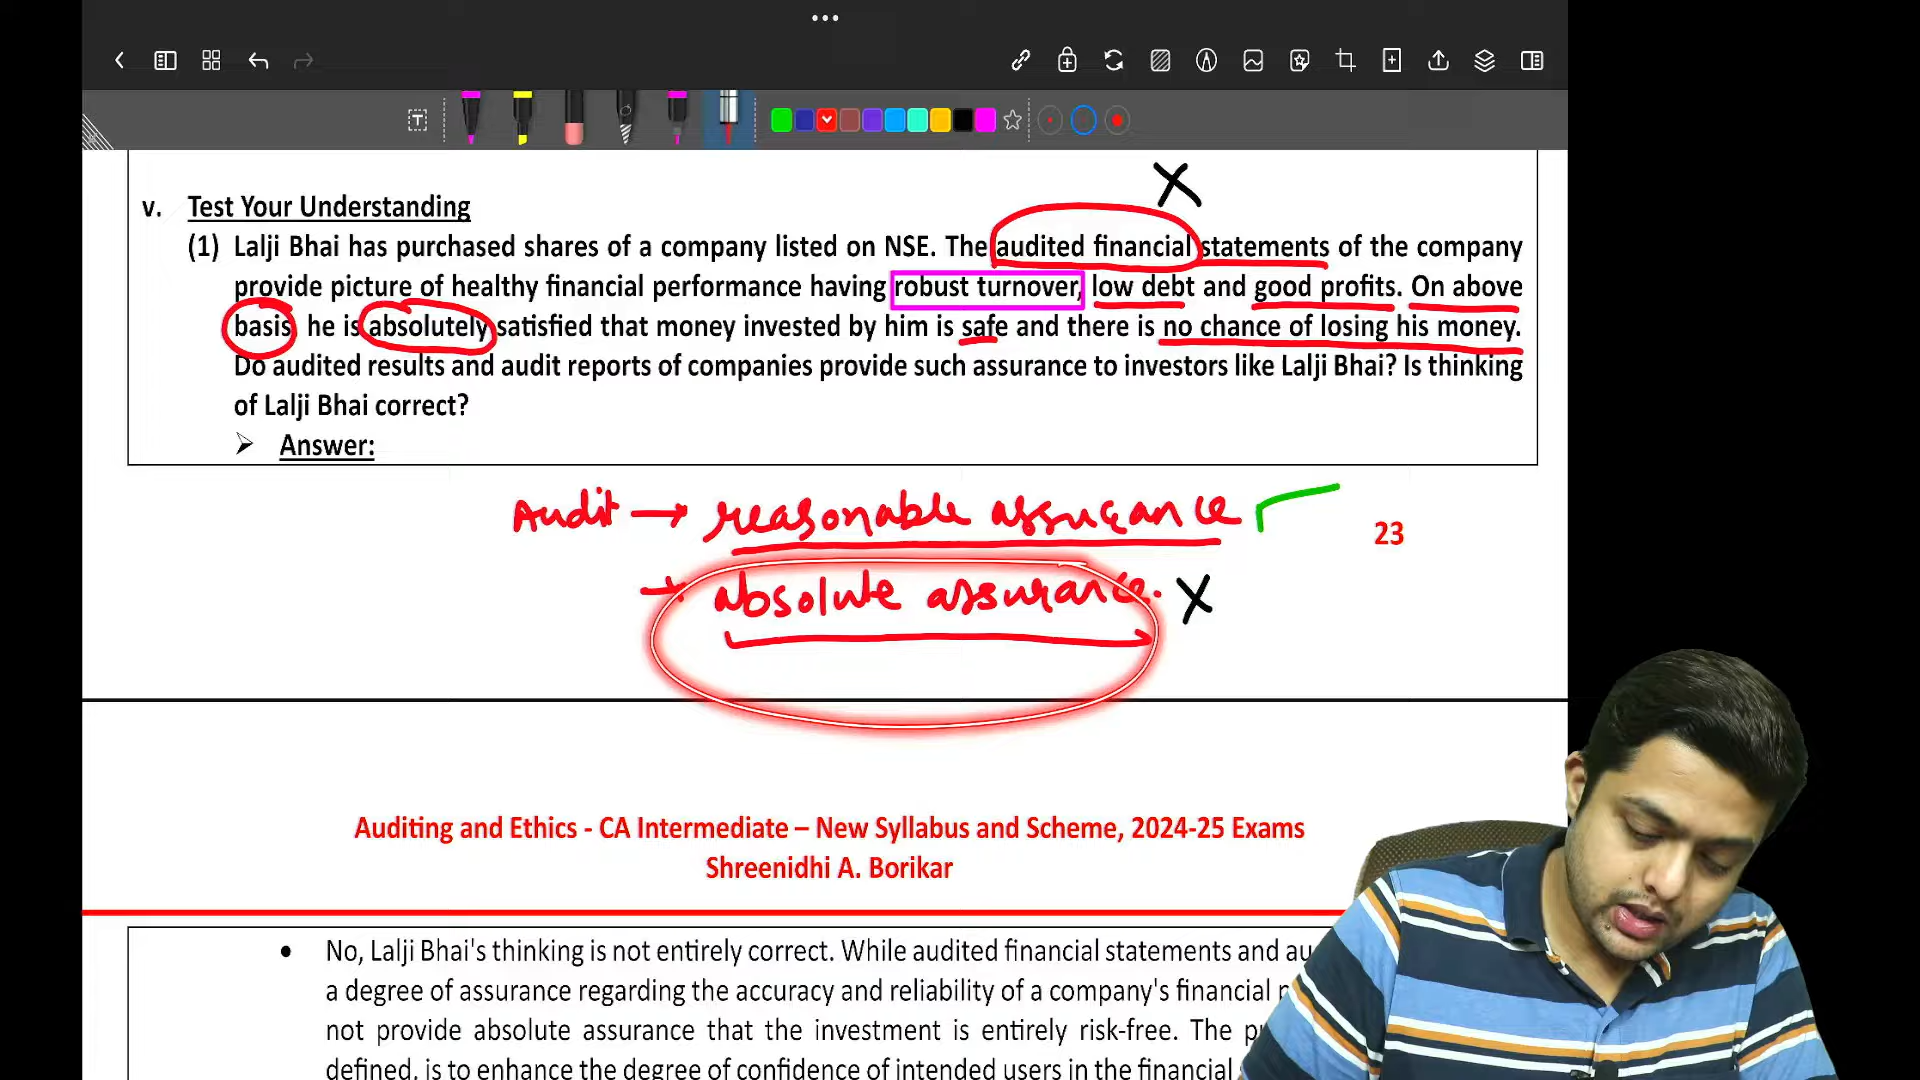 v. Test Your Understanding
(1) Lalji Bhai has purchased shares of a company listed on NSE. The audited financial statements of the company
provide picture of healthy financial performance having robust turnover, low debt and good profits. On above
basis he is absolutely satisfied that money invested by him is safe and there is no chance of losing his money.
Do audited results and audit reports of companies provide such assurance to investors like Lalji Bhai? Is thinking
of Lalji Bhai correct?
➢ Answer:
Audit → reasonable assurance
23
→ absolute assurance. X
Auditing and Ethics - CA Intermediate – New Syllabus and Scheme, 2024-25 Exams
Shreenidhi A. Borikar
• No, Lalji Bhai's thinking is not entirely correct. While audited financial statements and
a degree of assurance regarding the accuracy and reliability of a company's financial
not provide absolute assurance that the investment is entirely risk-free. The
defined, is to enhance the degree of confidence of intended users in the financial